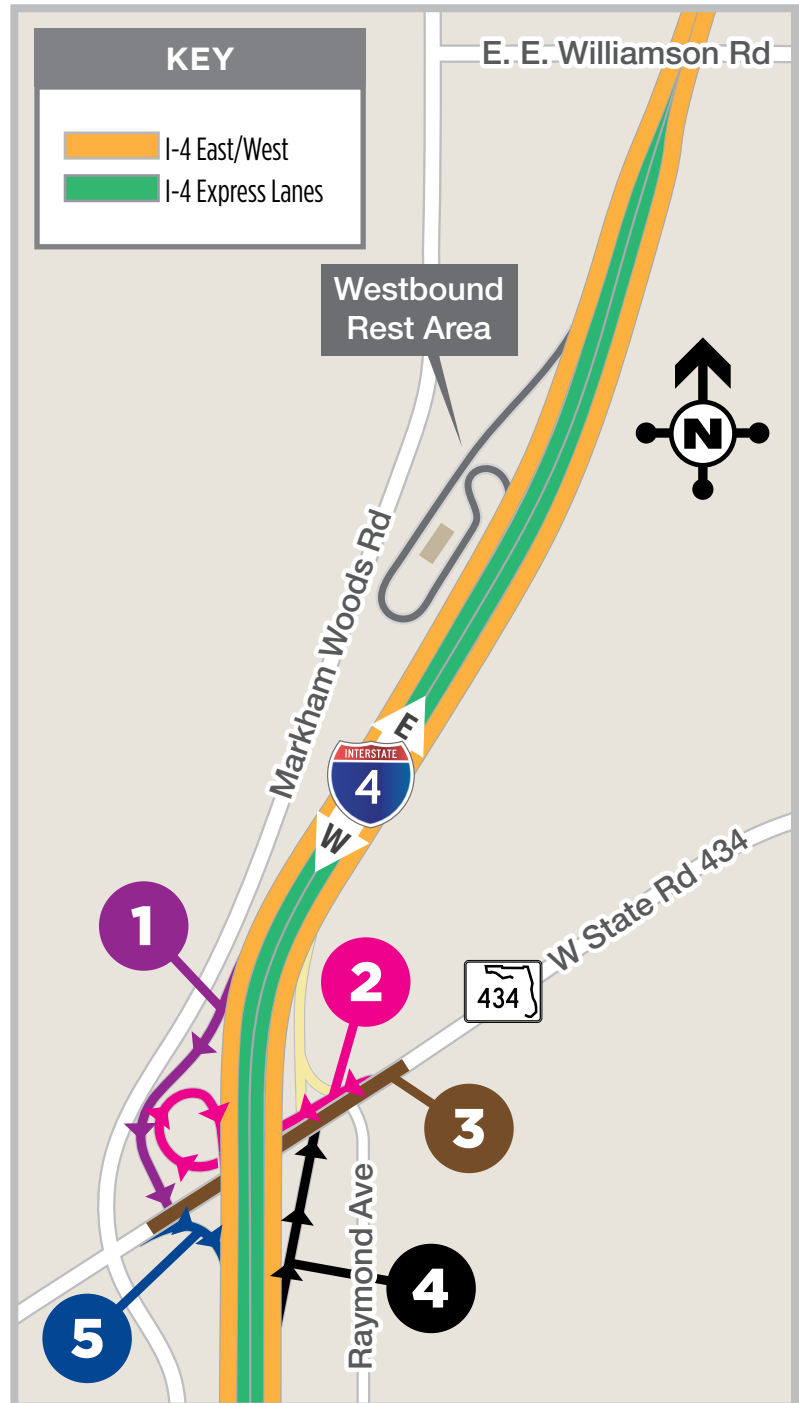 KEY
I-4 East/West
I-4 Express Lanes
E. E. Williamson Rd
Westbound
Rest Area
N
Markham Woods Rd
E
INTERSTATE
4
W
W State Rd 434
434
1
2
3
Raymond Ave
4
5